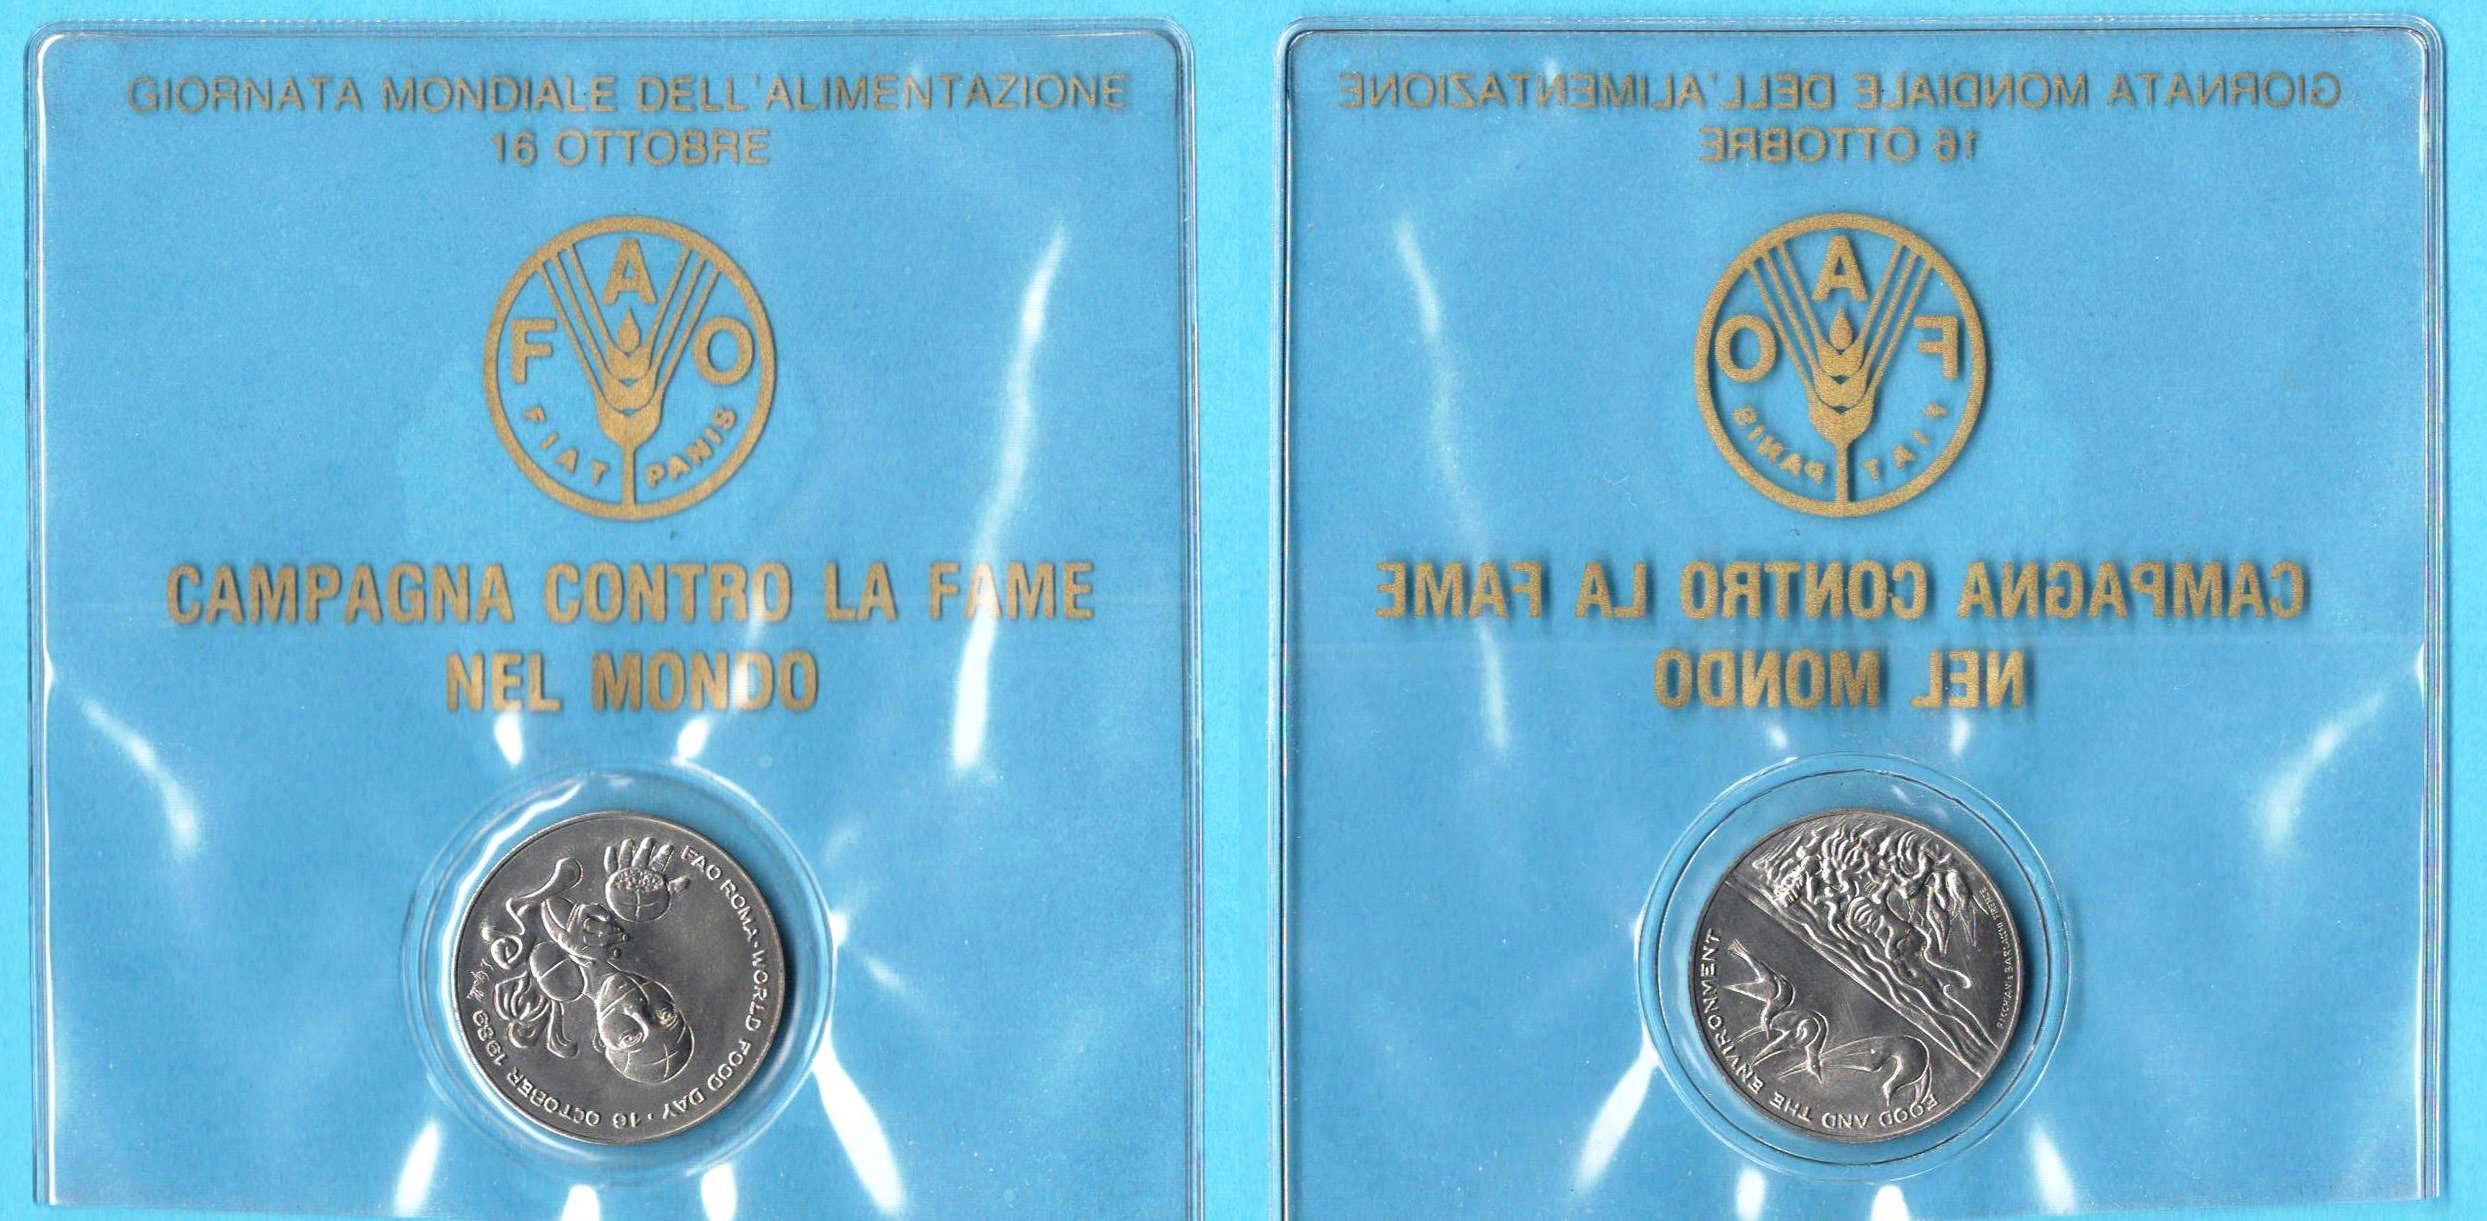 GIORNATA MONDIALE DELL'ALIMENTAZIONE
16 OTTOBRE
F A O
FIAT PANIS
CAMPAGNA CONTRO LA FAME
NEL MONDO
FAO ROMA · WORLD FOOD DAY · 16 OCTOBER 1989
GIORNATA MONDIALE DELL'ALIMENTAZIONE
16 OTTOBRE
F A O
FIAT PANIS
CAMPAGNA CONTRO LA FAME
NEL MONDO
FOOD AND THE ENVIRONMENT